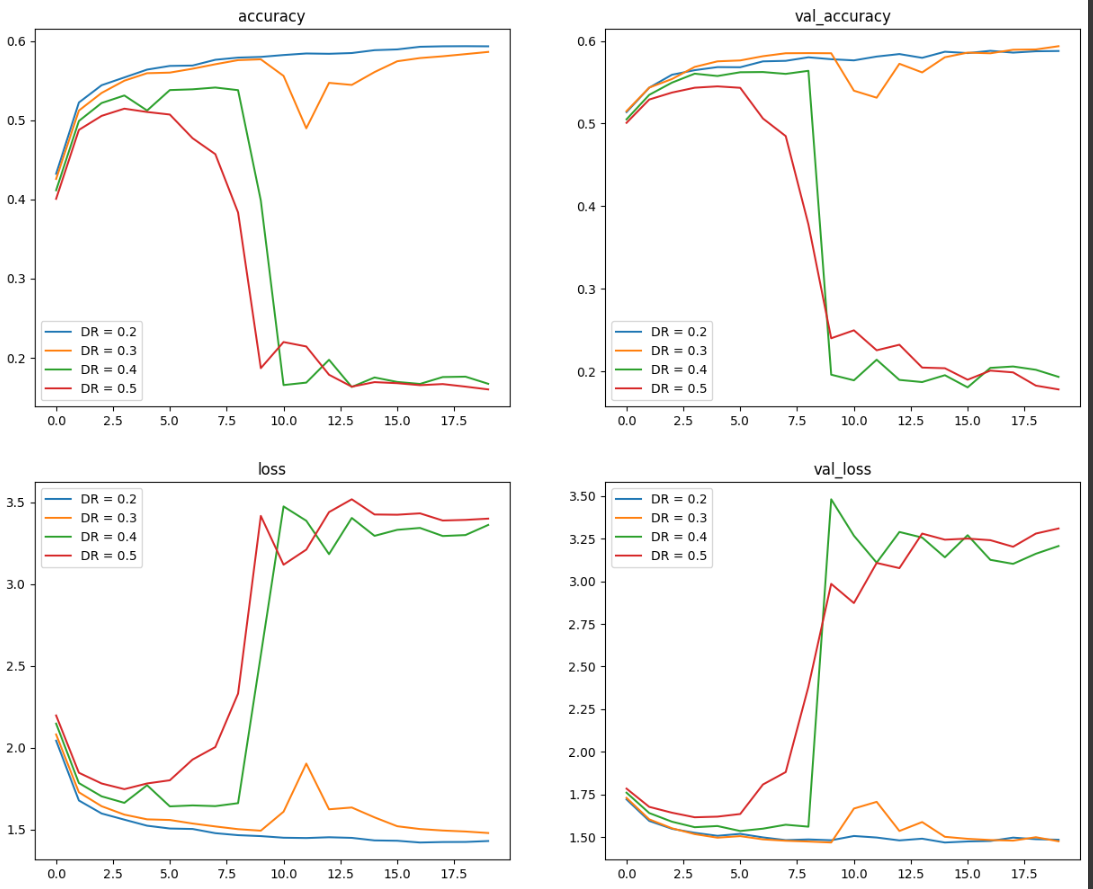 accuracy
0.6
0.5
0.4
0.3
0.2
DR = 0.2
DR = 0.3
DR = 0.4
DR = 0.5
0.0 2.5 5.0 7.5 10.0 12.5 15.0 17.5
val_accuracy
0.6
0.5
0.4
0.3
0.2
DR = 0.2
DR = 0.3
DR = 0.4
DR = 0.5
0.0 2.5 5.0 7.5 10.0 12.5 15.0 17.5
loss
3.5
3.0
2.5
2.0
1.5
DR = 0.2
DR = 0.3
DR = 0.4
DR = 0.5
0.0 2.5 5.0 7.5 10.0 12.5 15.0 17.5
val_loss
3.50
3.25
3.00
2.75
2.50
2.25
2.00
1.75
1.50
DR = 0.2
DR = 0.3
DR = 0.4
DR = 0.5
0.0 2.5 5.0 7.5 10.0 12.5 15.0 17.5